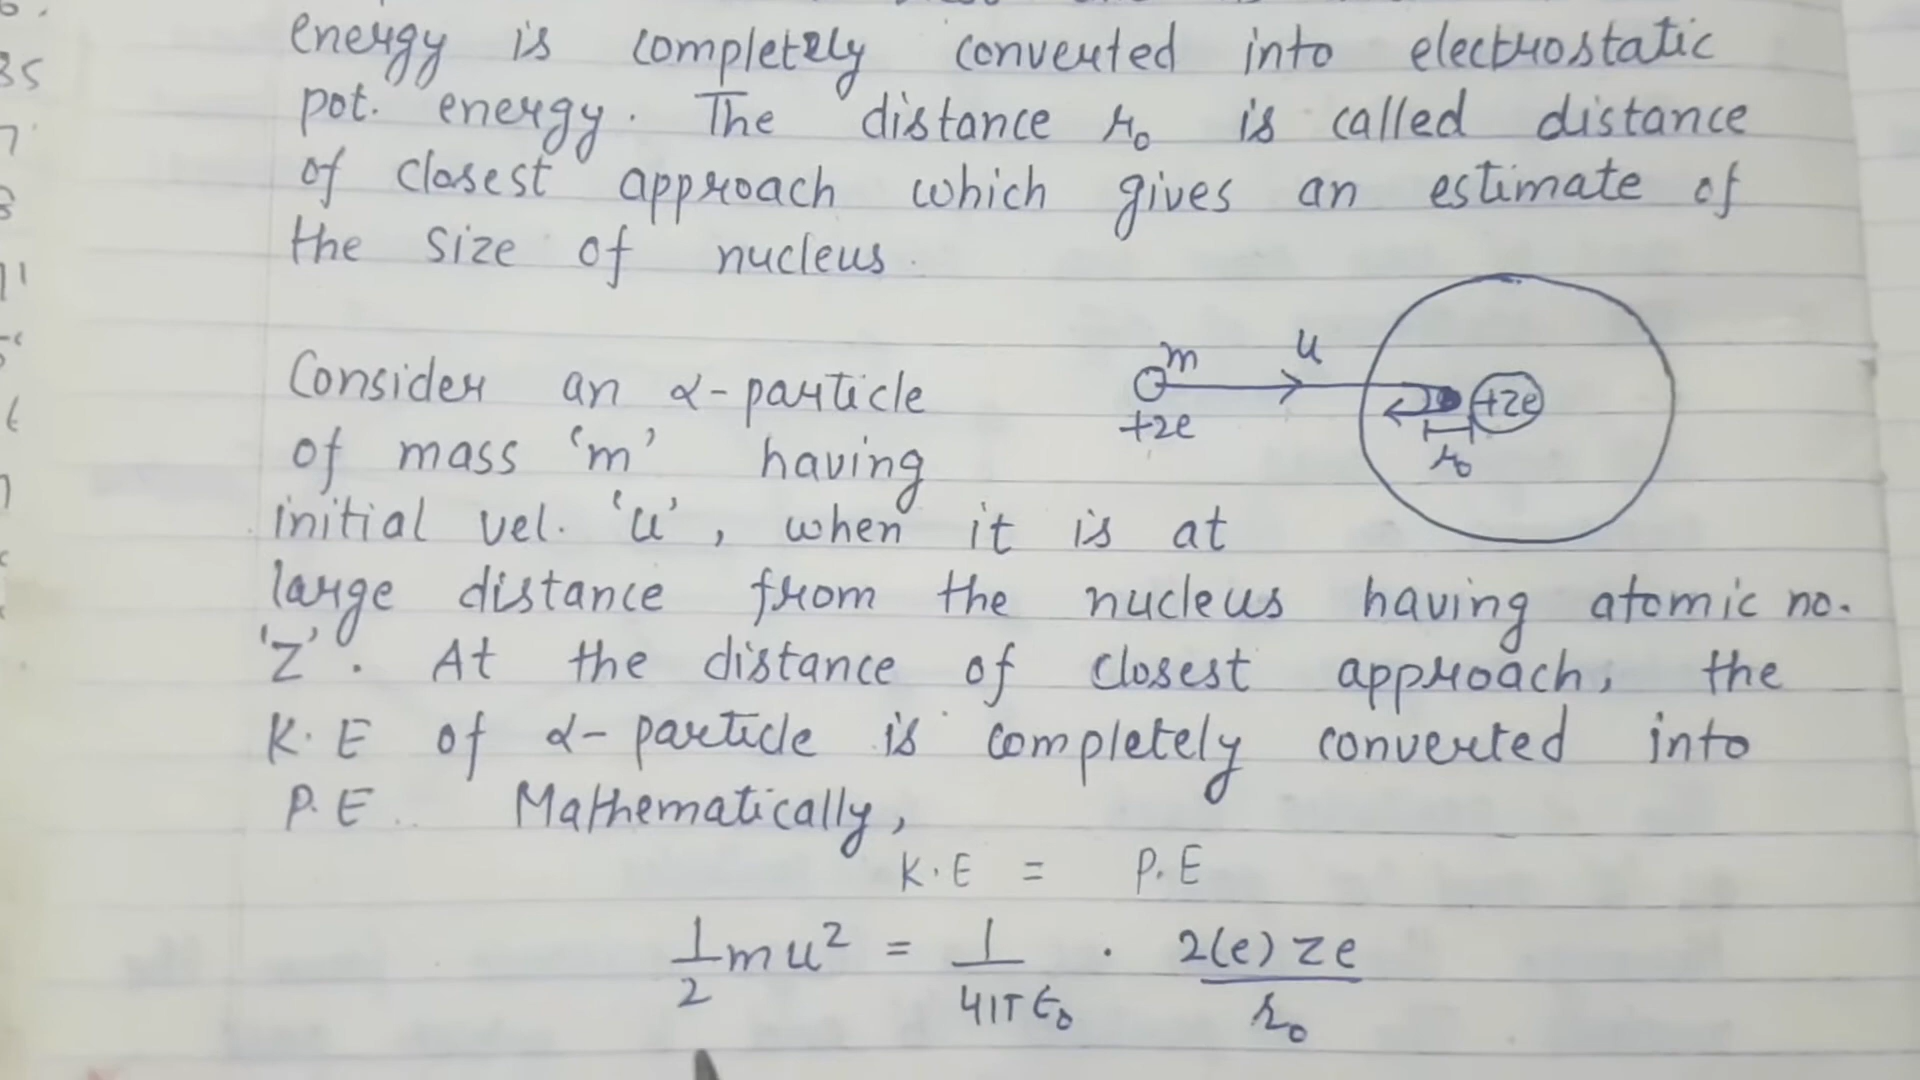 energy is completely converted into electrostatic
pot. energy. The distance r₀ is called distance
of closest approach which gives an estimate of
the size of nucleus.
m u
+2e
+Ze
r₀
Consider an α-particle
of mass 'm' having
initial vel. 'u', when it is at
large distance from the nucleus having atomic no.
'Z'. At the distance of closest approach, the
K.E of α-particle is completely converted into
P.E. Mathematically,
K.E = P.E
1/2 mu² = 1/4πϵ₀ · 2(e) Ze/r₀